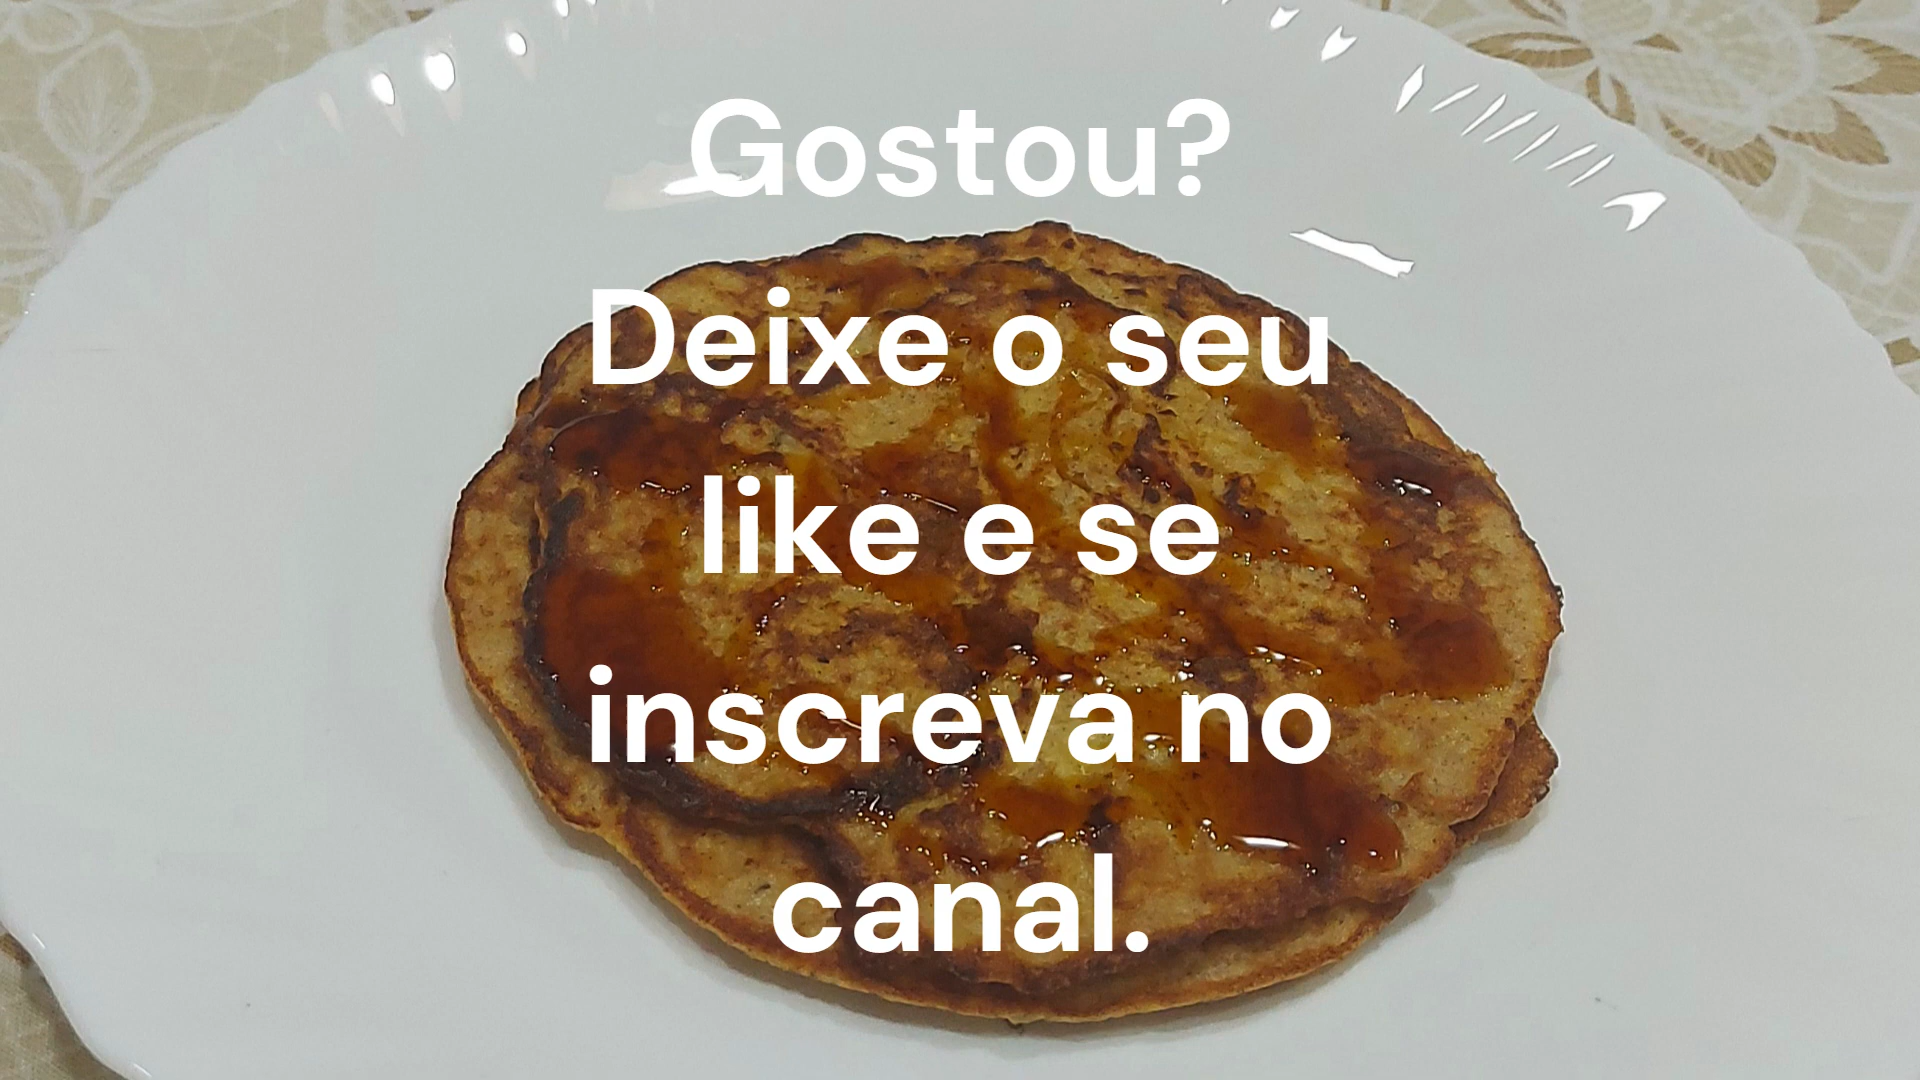 Gostou?
Deixe o seu
like e se
inscreva no
canal.